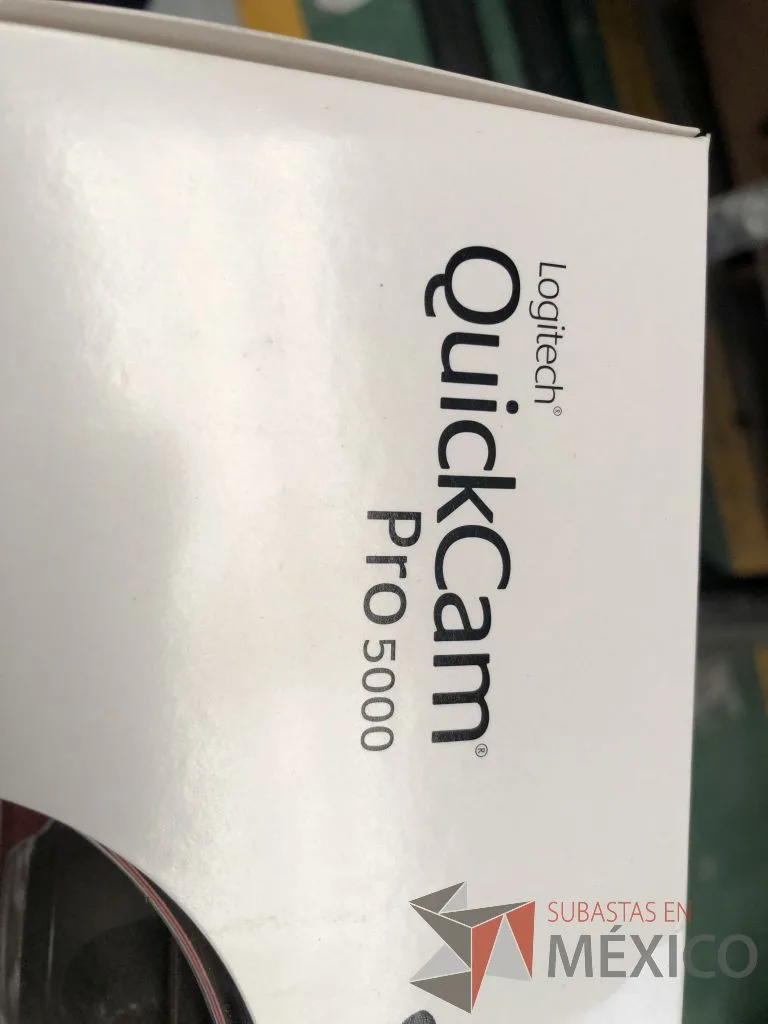 Logitech®
QuickCam®
Pro 5000
SUBASTAS EN
MÉXICO